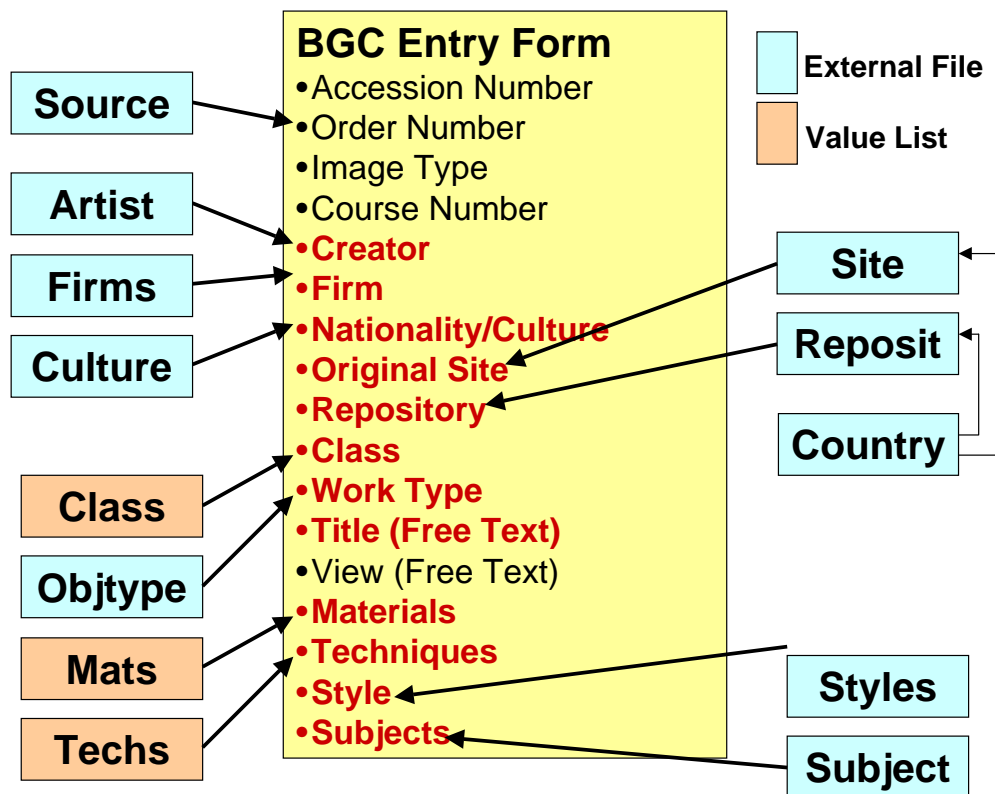 BGC Entry Form
•Accession Number
•Order Number
•Image Type
•Course Number
•Creator
•Firm
•Nationality/Culture
•Original Site
•Repository
•Class
•Work Type
•Title (Free Text)
•View (Free Text)
•Materials
•Techniques
•Style
•Subjects
Source
Artist
Firms
Culture
Class
Objtype
Mats
Techs
External File
Value List
Site
Reposit
Country
Styles
Subject